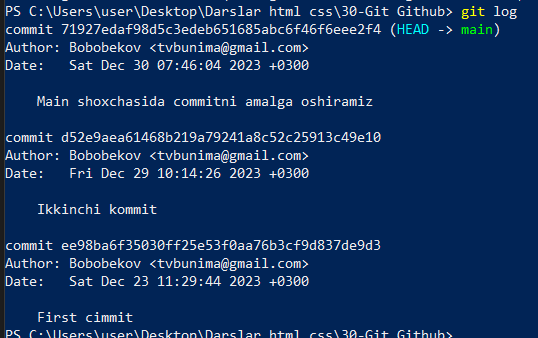 PS C:\Users\user\Desktop\Darslar html css\30-Git Github> git log
commit 71927edaf98d5c3edeb651685abc6f46f6eee2f4 (HEAD -> main)
Author: Bobobekov <tvbunima@gmail.com>
Date:   Sat Dec 30 07:46:04 2023 +0300
Main shoxchasida commitni amalga oshiramiz
commit d52e9aea61468b219a79241a8c52c25913c49e10
Author: Bobobekov <tvbunima@gmail.com>
Date:   Fri Dec 29 10:14:26 2023 +0300
Ikkinchi kommit
commit ee98ba6f35030ff25e53f0aa76b3cf9d837de9d3
Author: Bobobekov <tvbunima@gmail.com>
Date:   Sat Dec 23 11:29:44 2023 +0300
First cimmit
PS C:\Users\user\Desktop\Darslar html css\30-Git Github>